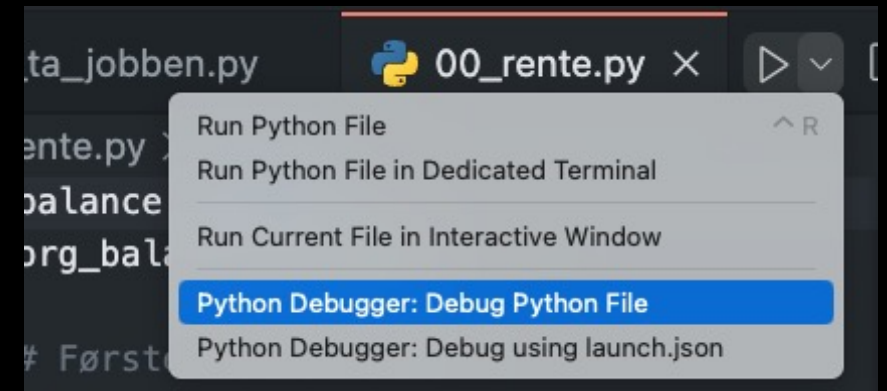 ta_jobben.py 00_rente.py ×
Run Python File ^ R
ente.py >
Run Python File in Dedicated Terminal
balance
Run Current File in Interactive Window
org_bala
Python Debugger: Debug Python File
# Først
Python Debugger: Debug using launch.json